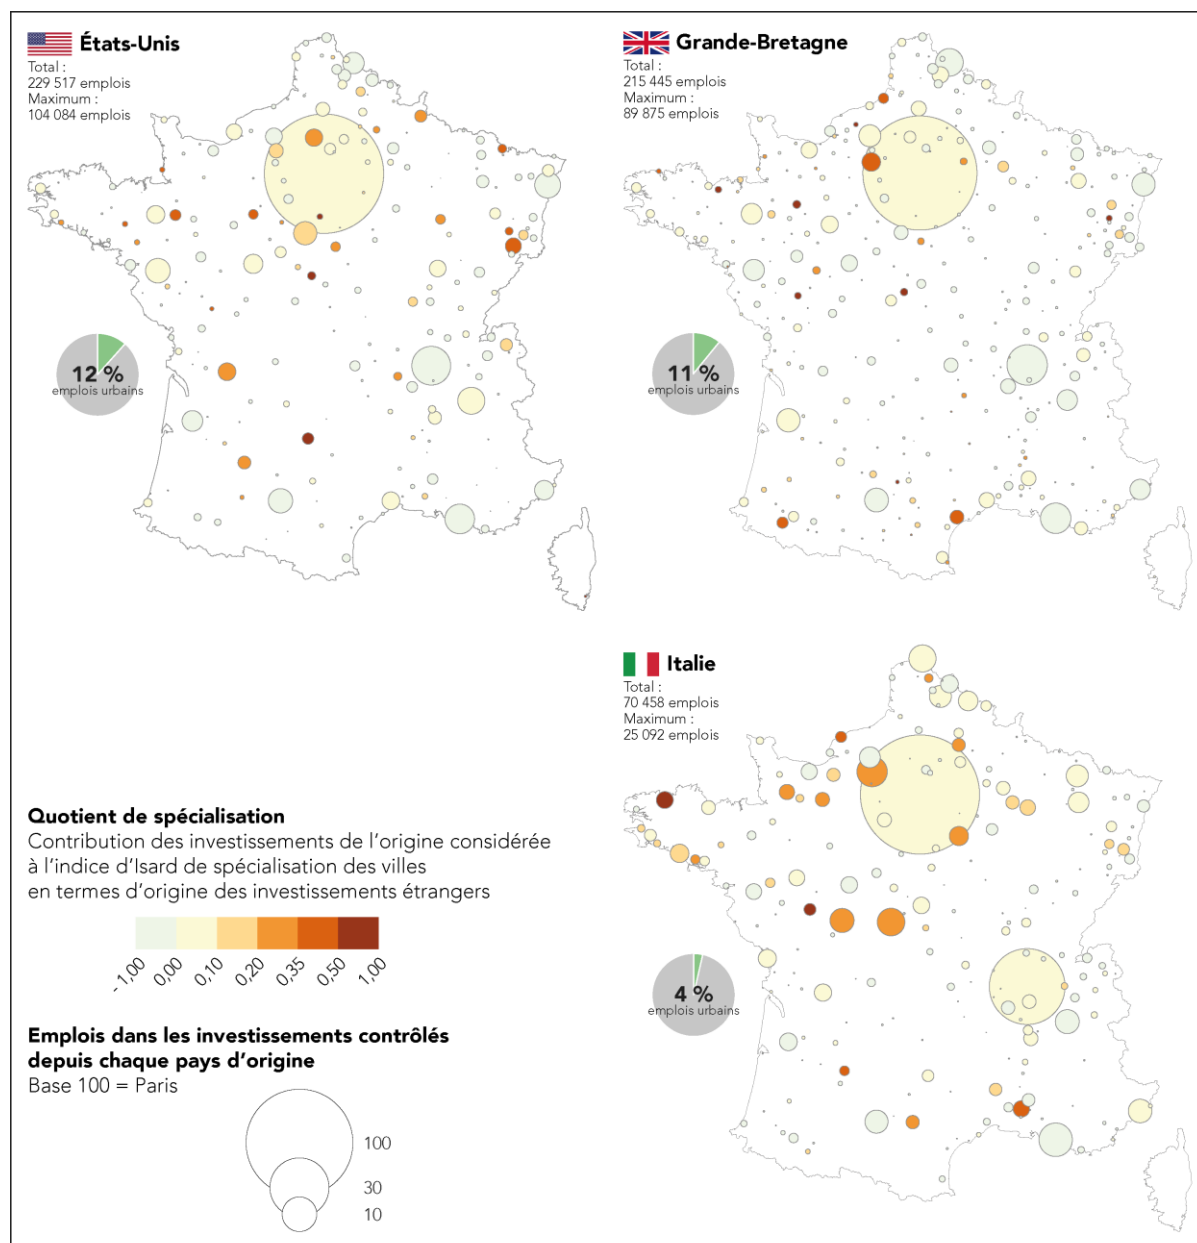 États-Unis
Total :
229 517 emplois
Maximum :
104 084 emplois
12 %
emplois urbains
Grande-Bretagne
Total :
215 445 emplois
Maximum :
89 875 emplois
11 %
emplois urbains
Italie
Total :
70 458 emplois
Maximum :
25 092 emplois
4 %
emplois urbains
Quotient de spécialisation
Contribution des investissements de l'origine considérée
à l'indice d'Isard de spécialisation des villes
en termes d'origine des investissements étrangers
- 1,00
0,00
0,10
0,20
0,35
0,50
1,00
Emplois dans les investissements contrôlés
depuis chaque pays d'origine
Base 100 = Paris
100
30
10